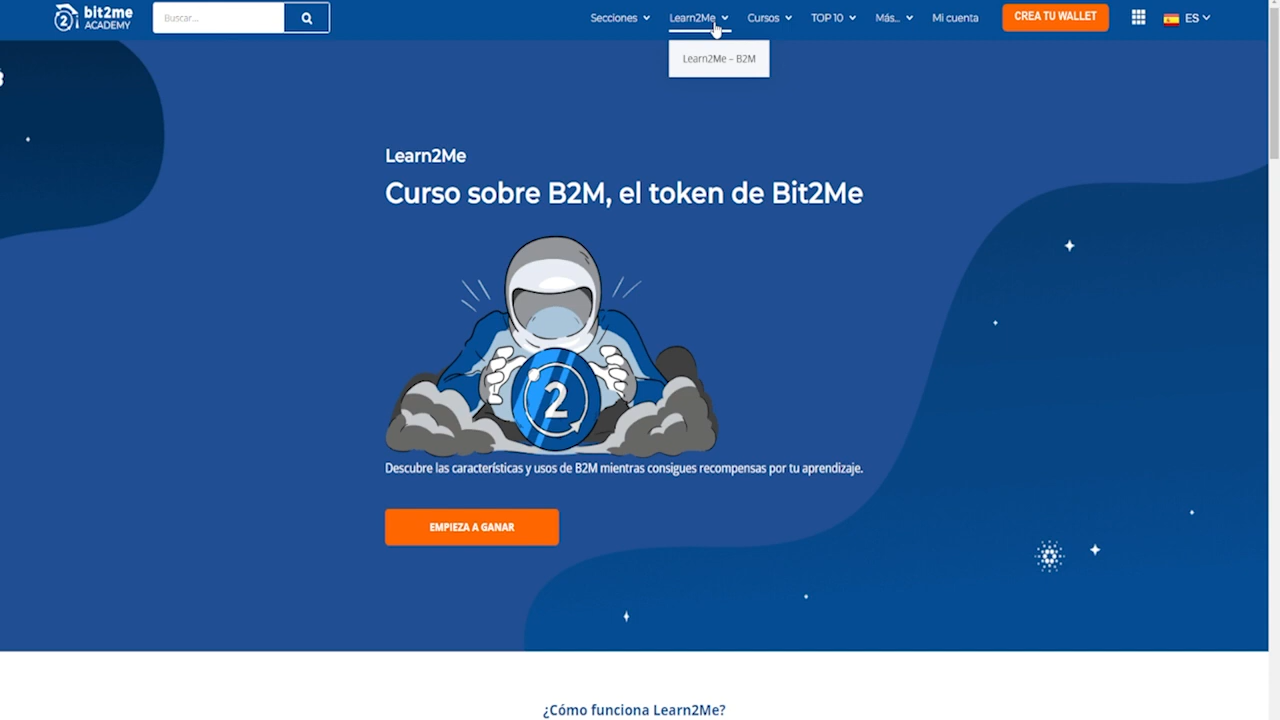 bit2me
ACADEMY
Buscar...
Secciones
Learn2Me
Cursos
TOP 10
Más...
Mi cuenta
CREA TU WALLET
ES
Learn2Me – B2M
Learn2Me
Curso sobre B2M, el token de Bit2Me
2
Descubre las características y usos de B2M mientras consigues recompensas por tu aprendizaje.
EMPIEZA A GANAR
¿Cómo funciona Learn2Me?